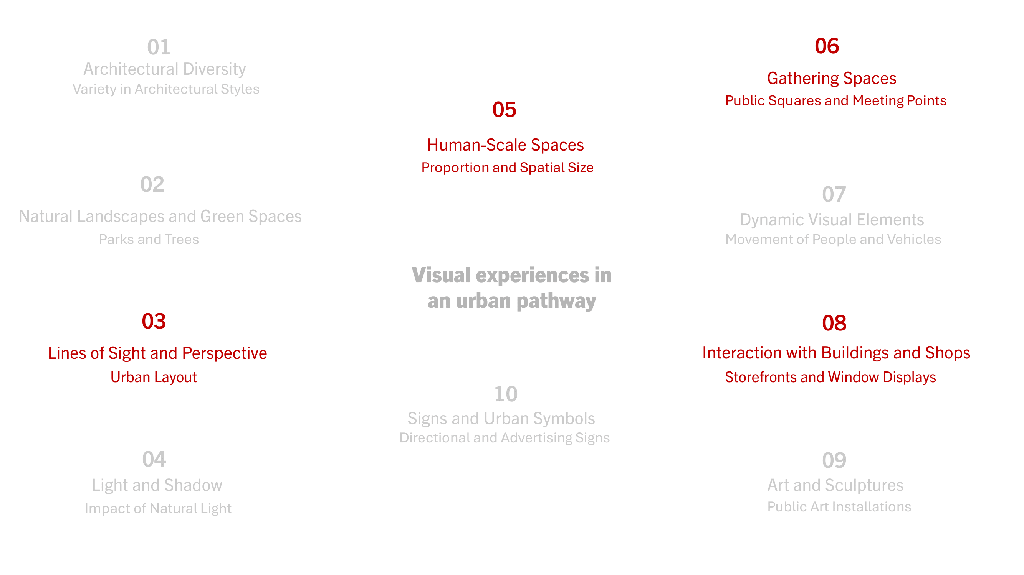 01
Architectural Diversity
Variety in Architectural Styles
02
Natural Landscapes and Green Spaces
Parks and Trees
03
Lines of Sight and Perspective
Urban Layout
04
Light and Shadow
Impact of Natural Light
05
Human-Scale Spaces
Proportion and Spatial Size
Visual experiences in
an urban pathway
10
Signs and Urban Symbols
Directional and Advertising Signs
06
Gathering Spaces
Public Squares and Meeting Points
07
Dynamic Visual Elements
Movement of People and Vehicles
08
Interaction with Buildings and Shops
Storefronts and Window Displays
09
Art and Sculptures
Public Art Installations